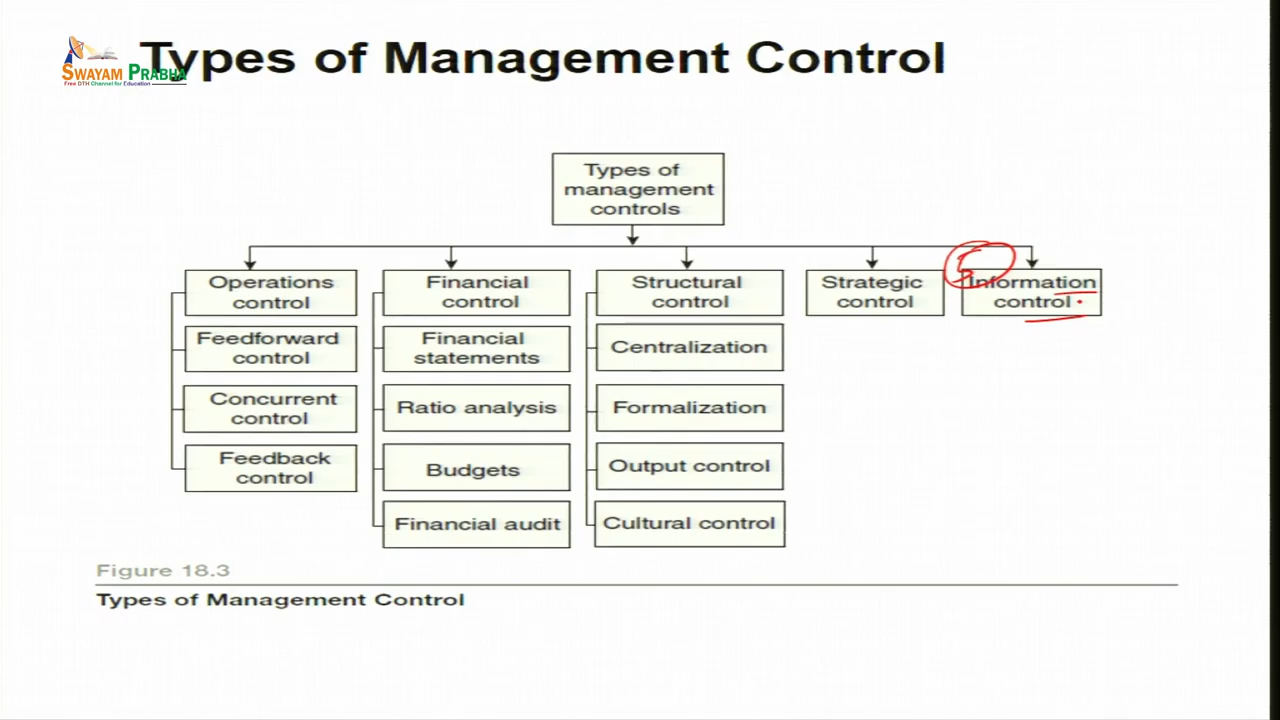 Types of Management Control
SWAYAM PRABHA
Free DTH Channel for Education
Types of
management
controls
5
Operations
control
Feedforward
control
Concurrent
control
Feedback
control
Financial
control
Financial
statements
Ratio analysis
Budgets
Financial audit
Structural
control
Centralization
Formalization
Output control
Cultural control
Strategic
control
Information
control
Figure 18.3
Types of Management Control